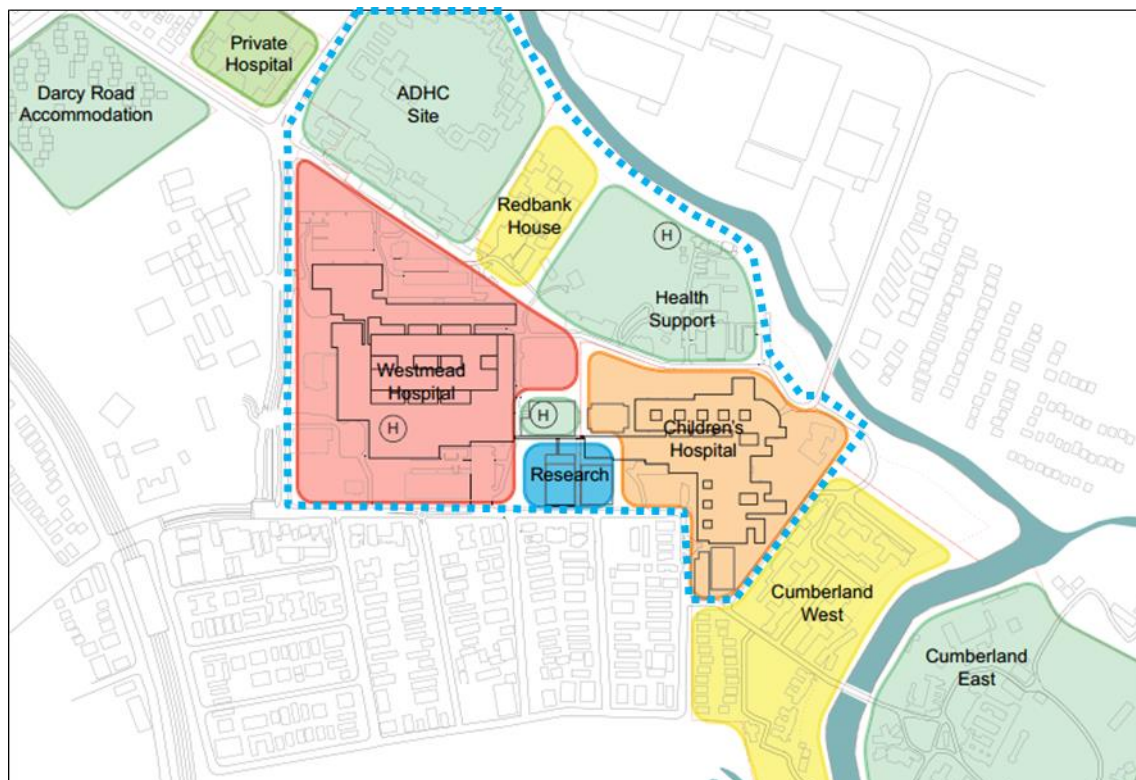 Private
Hospital
Darcy Road
Accommodation
ADHC
Site
Redbank
House
H
Health
Support
Westmead
Hospital
H
H
Children's
Hospital
Research
Cumberland
West
Cumberland
East